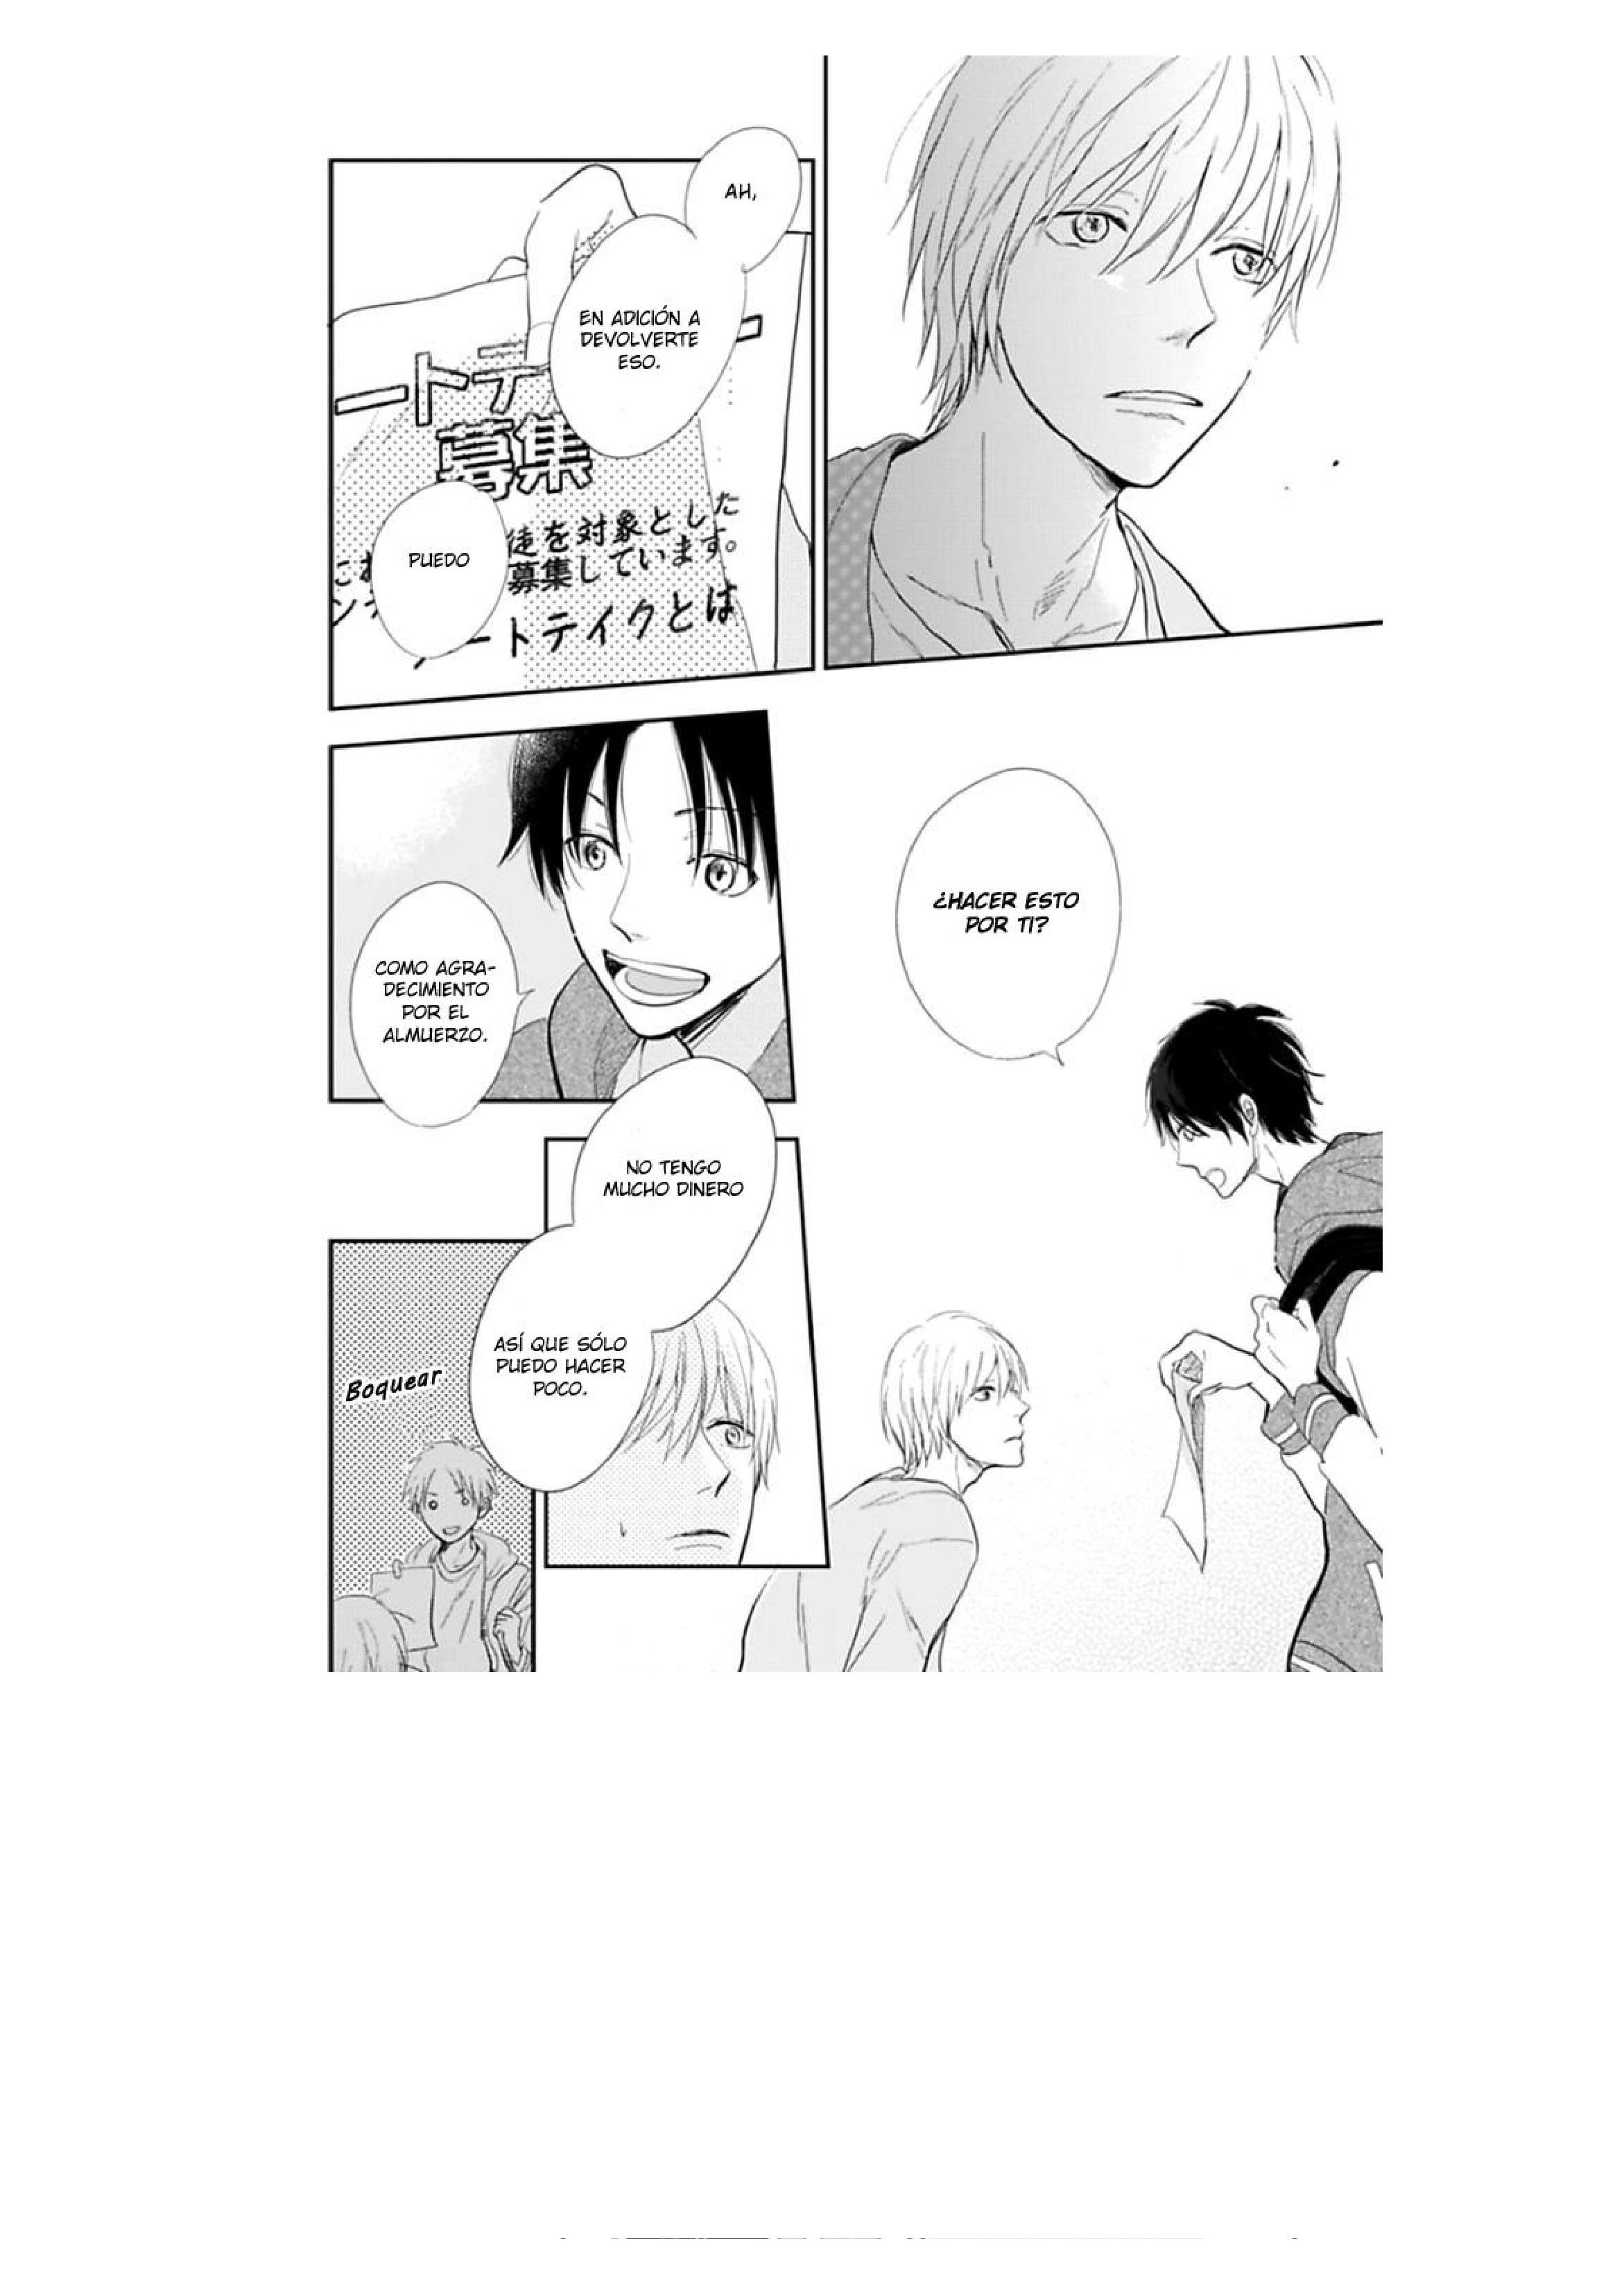 AH,
EN ADICIÓN A
DEVOLVERTE
ESO.
ートテ
募集
徒を対象とした
募集しています。
ートテイクとは
PUEDO
¿HACER ESTO
POR TI?
COMO AGRA-
DECIMIENTO
POR EL
ALMUERZO.
NO TENGO
MUCHO DINERO
ASÍ QUE SÓLO
PUEDO HACER
POCO.
Boquear